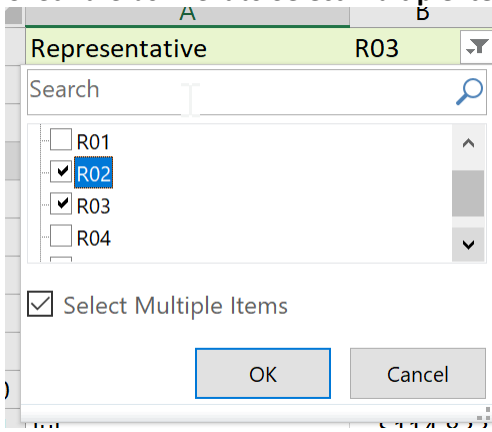 A B
Representative R03
Search
R01
R02
R03
R04
Select Multiple Items
OK Cancel
)